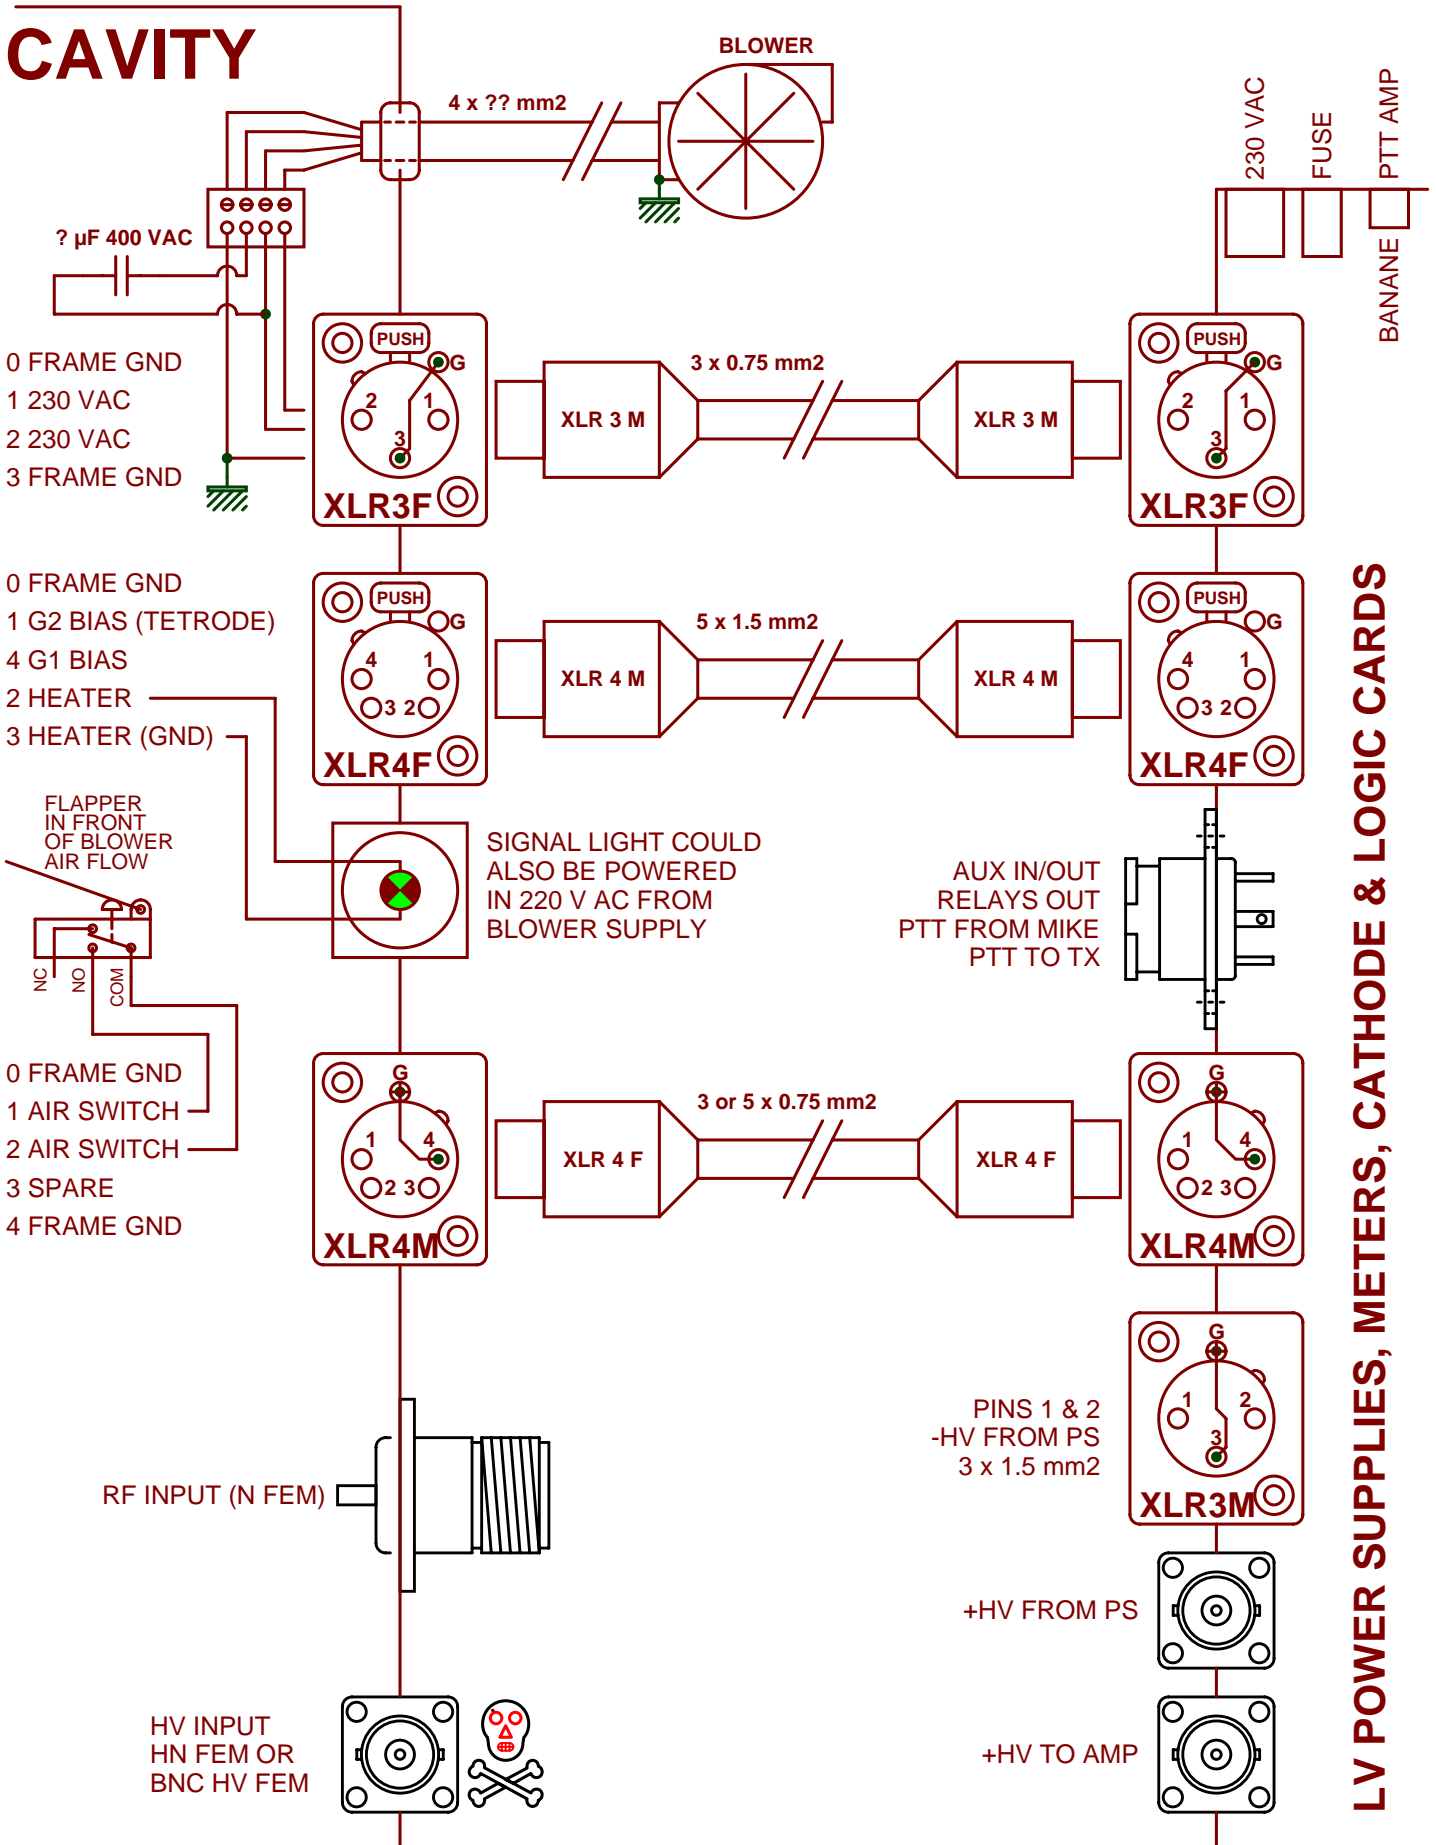 CAVITY
BLOWER
4 x ?? mm2
230 VAC
FUSE
PTT AMP
BANANE
? µF 400 VAC
0 FRAME GND
1 230 VAC
2 230 VAC
3 FRAME GND
PUSH
G
2
1
3
XLR3F
XLR 3 M
3 x 0.75 mm2
XLR 3 M
PUSH
G
2
1
3
XLR3F
0 FRAME GND
1 G2 BIAS (TETRODE)
4 G1 BIAS
2 HEATER
3 HEATER (GND)
PUSH
G
4
1
3 2
XLR4F
XLR 4 M
5 x 1.5 mm2
XLR 4 M
PUSH
G
4
1
3 2
XLR4F
FLAPPER
IN FRONT
OF BLOWER
AIR FLOW
NC
NO
COM
SIGNAL LIGHT COULD
ALSO BE POWERED
IN 220 V AC FROM
BLOWER SUPPLY
AUX IN/OUT
RELAYS OUT
PTT FROM MIKE
PTT TO TX
0 FRAME GND
1 AIR SWITCH
2 AIR SWITCH
3 SPARE
4 FRAME GND
G
1
4
2 3
XLR4M
XLR 4 F
3 or 5 x 0.75 mm2
XLR 4 F
G
1
4
2 3
XLR4M
PINS 1 & 2
-HV FROM PS
3 x 1.5 mm2
G
1
2
3
XLR3M
RF INPUT (N FEM)
+HV FROM PS
HV INPUT
HN FEM OR
BNC HV FEM
+HV TO AMP
LV POWER SUPPLIES, METERS, CATHODE & LOGIC CARDS